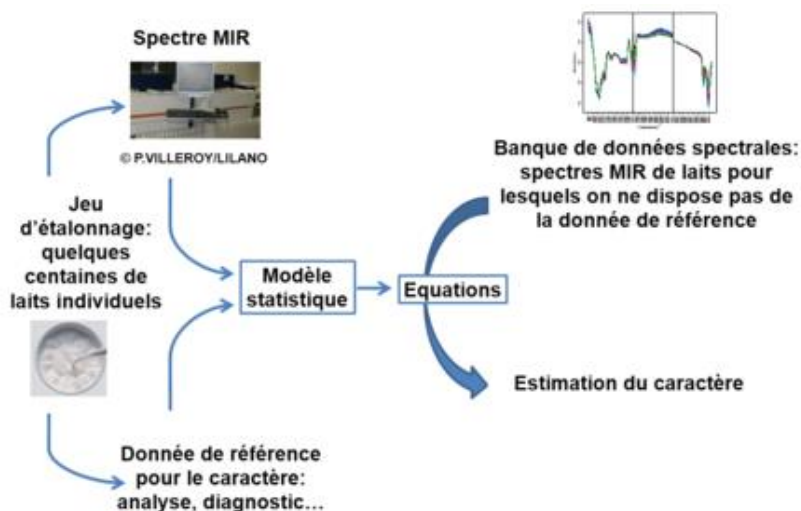 Spectre MIR
© P.VILLEROY/LILANO
Jeu
d'étalonnage:
quelques
centaines de
laits individuels
Donnée de référence
pour le caractère:
analyse, diagnostic...
Modèle
statistique
Equations
Banque de données spectrales:
spectres MIR de laits pour
lesquels on ne dispose pas de
la donnée de référence
Estimation du caractère